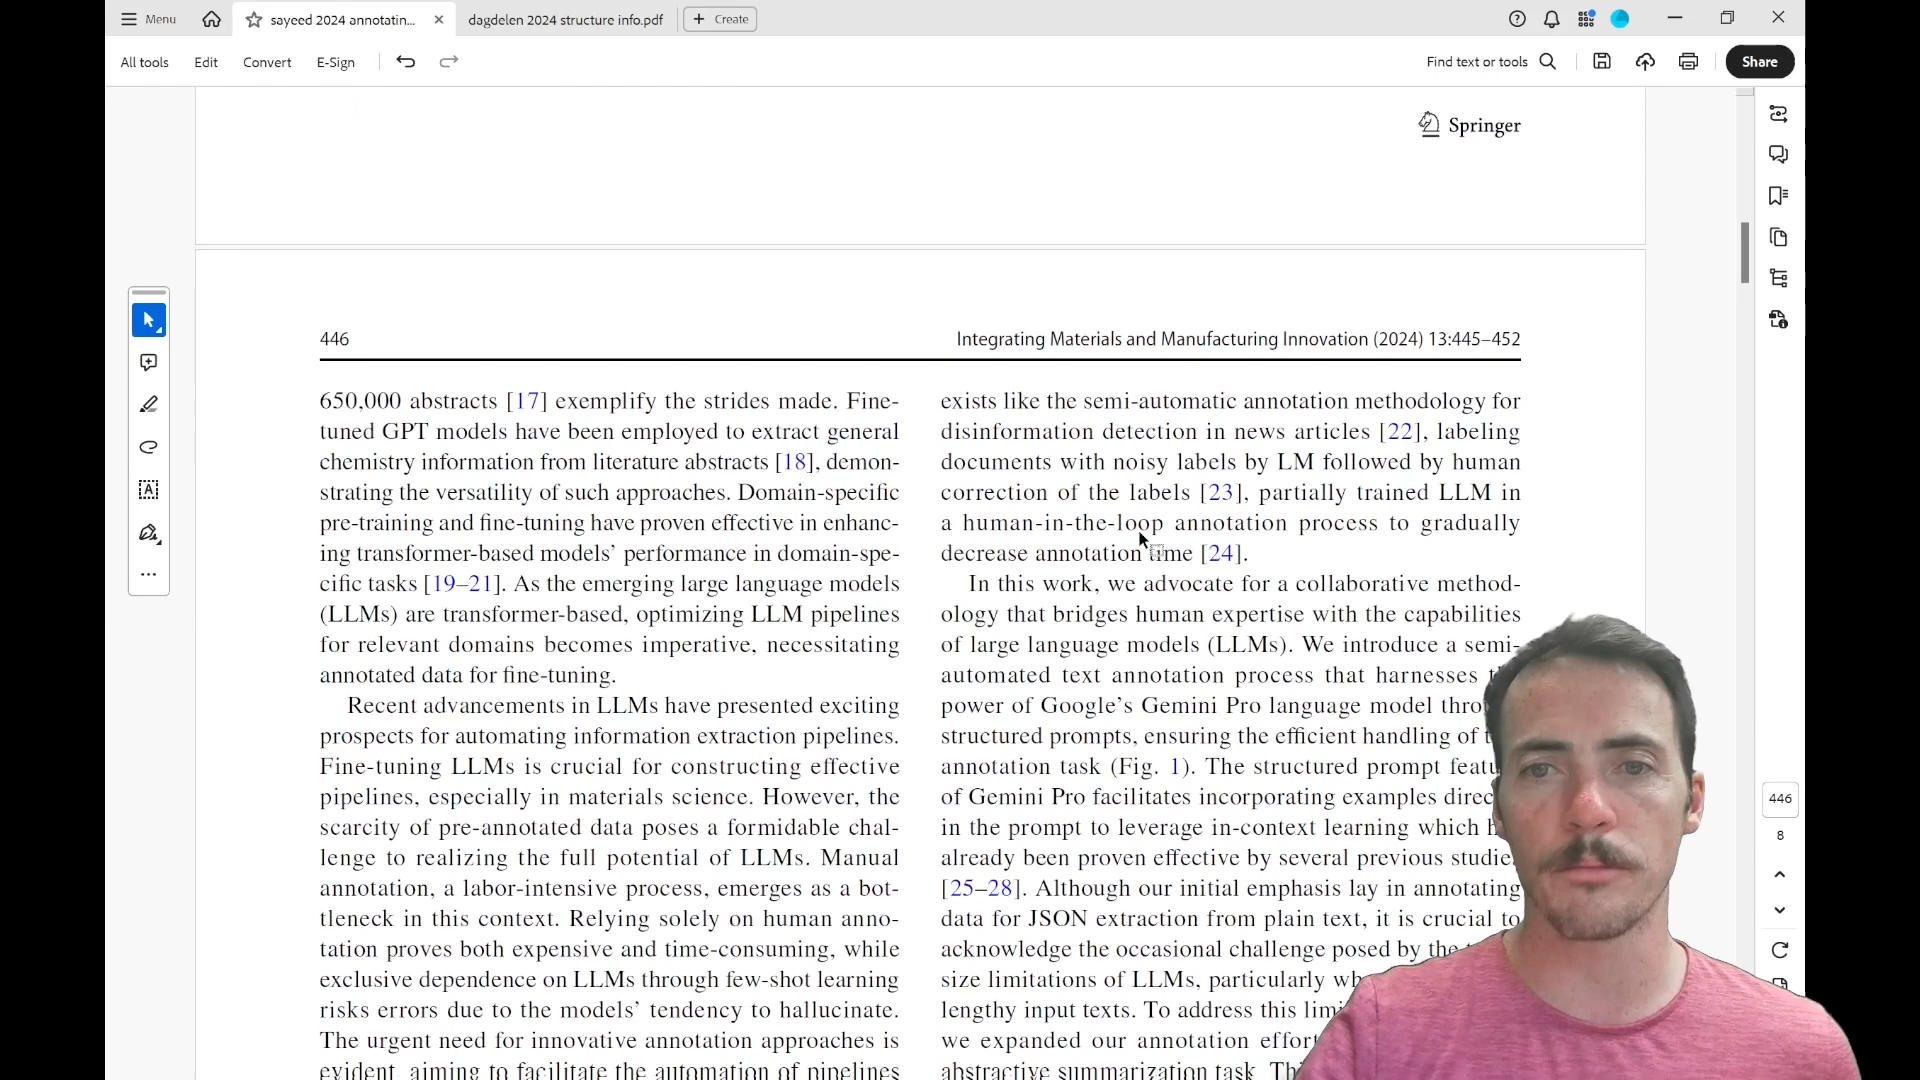 Menu
sayeed 2024 annotatin...
dagdelen 2024 structure info.pdf
Create
All tools
Edit
Convert
E-Sign
Find text or tools
Share
Springer
446
Integrating Materials and Manufacturing Innovation (2024) 13:445–452
650,000 abstracts [17] exemplify the strides made. Fine-
tuned GPT models have been employed to extract general
chemistry information from literature abstracts [18], demon-
strating the versatility of such approaches. Domain-specific
pre-training and fine-tuning have proven effective in enhanc-
ing transformer-based models' performance in domain-spe-
cific tasks [19–21]. As the emerging large language models
(LLMs) are transformer-based, optimizing LLM pipelines
for relevant domains becomes imperative, necessitating
annotated data for fine-tuning.
Recent advancements in LLMs have presented exciting
prospects for automating information extraction pipelines.
Fine-tuning LLMs is crucial for constructing effective
pipelines, especially in materials science. However, the
scarcity of pre-annotated data poses a formidable chal-
lenge to realizing the full potential of LLMs. Manual
annotation, a labor-intensive process, emerges as a bot-
tleneck in this context. Relying solely on human anno-
tation proves both expensive and time-consuming, while
exclusive dependence on LLMs through few-shot learning
risks errors due to the models' tendency to hallucinate.
The urgent need for innovative annotation approaches is
evident, aiming to facilitate the automation of pipelines
exists like the semi-automatic annotation methodology for
disinformation detection in news articles [22], labeling
documents with noisy labels by LM followed by human
correction of the labels [23], partially trained LLM in
a human-in-the-loop annotation process to gradually
decrease annotation time [24].
In this work, we advocate for a collaborative method-
ology that bridges human expertise with the capabilities
of large language models (LLMs). We introduce a semi-
automated text annotation process that harnesses
power of Google's Gemini Pro language model
structured prompts, ensuring the efficient handling of
annotation task (Fig. 1). The structured prompt
of Gemini Pro facilitates incorporating examples
in the prompt to leverage in-context learning which
already been proven effective by several previous
[25–28]. Although our initial emphasis lay in annotating
data for JSON extraction from plain text, it is crucial to
acknowledge the occasional challenge posed by the
size limitations of LLMs, particularly
lengthy input texts. To address this
we expanded our annotation
abstractive summarization task.
446
8